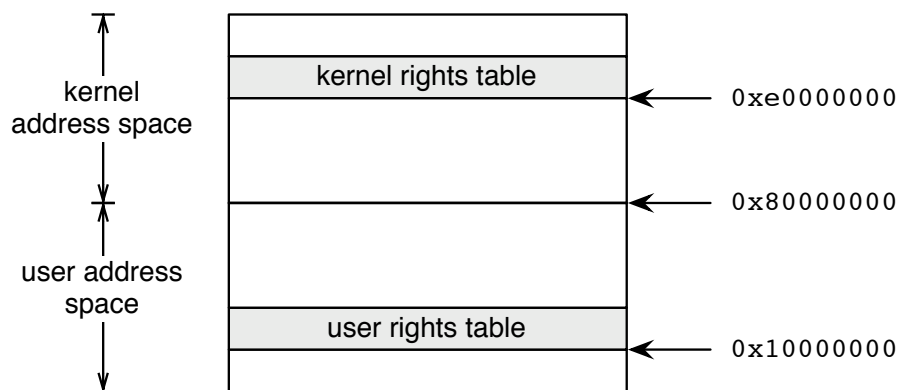 kernel rights table
0xe0000000
kernel
address space
0x80000000
user address
space
user rights table
0x10000000